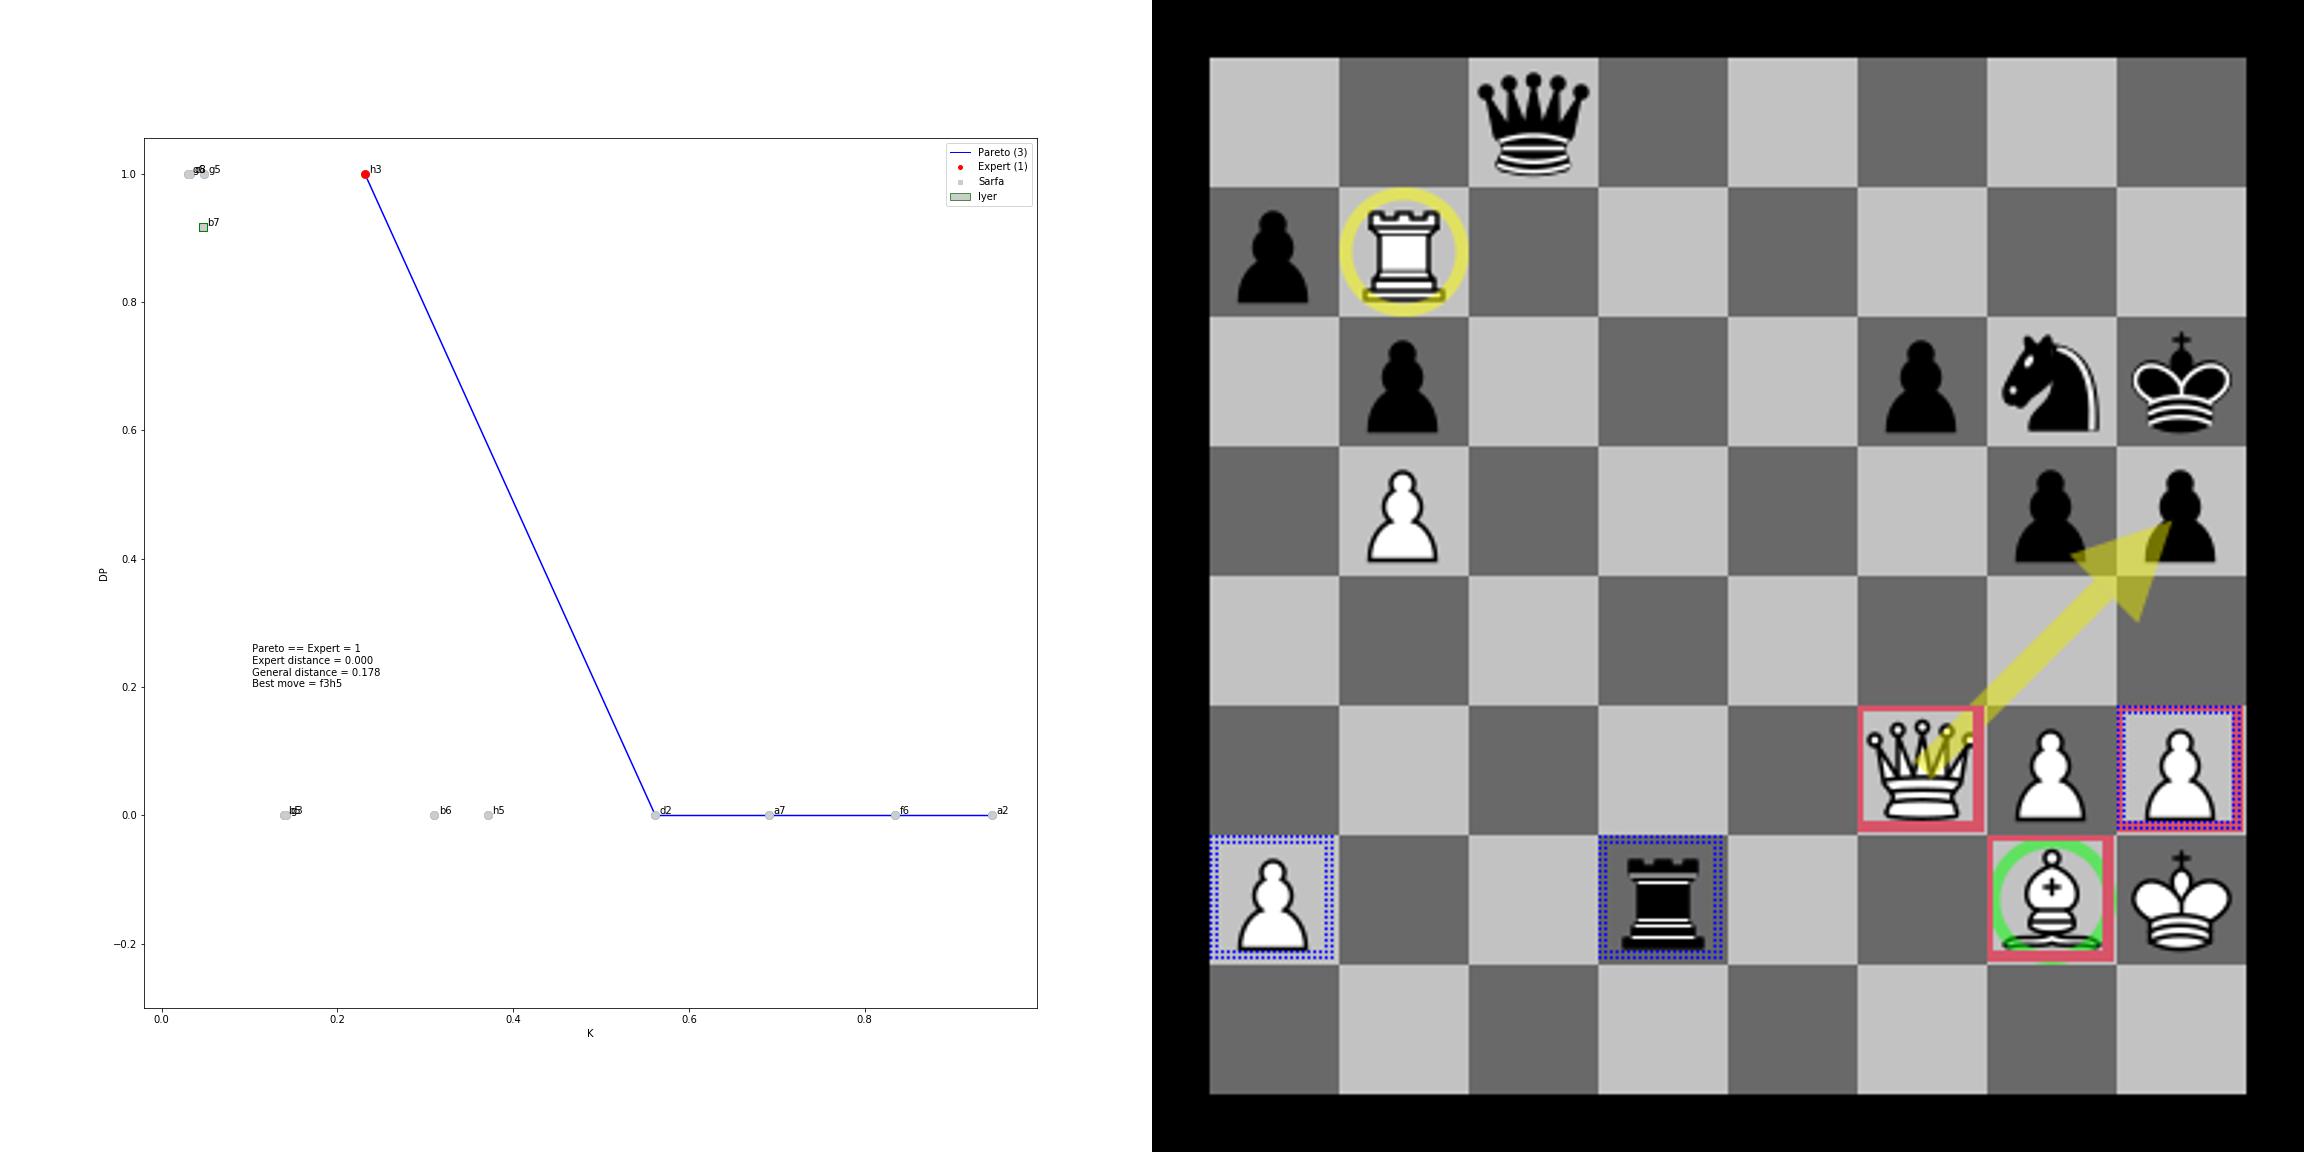 1.0
0.8
0.6
0.4
0.2
0.0
−0.2
DP
0.0
0.2
0.4
0.6
0.8
K
g5
b7
h3
Pareto (3)
Expert (1)
Sarfa
Iyer
Pareto == Expert = 1
Expert distance = 0.000
General distance = 0.178
Best move = f3h5
b6
h5
d2
a7
f6
a2